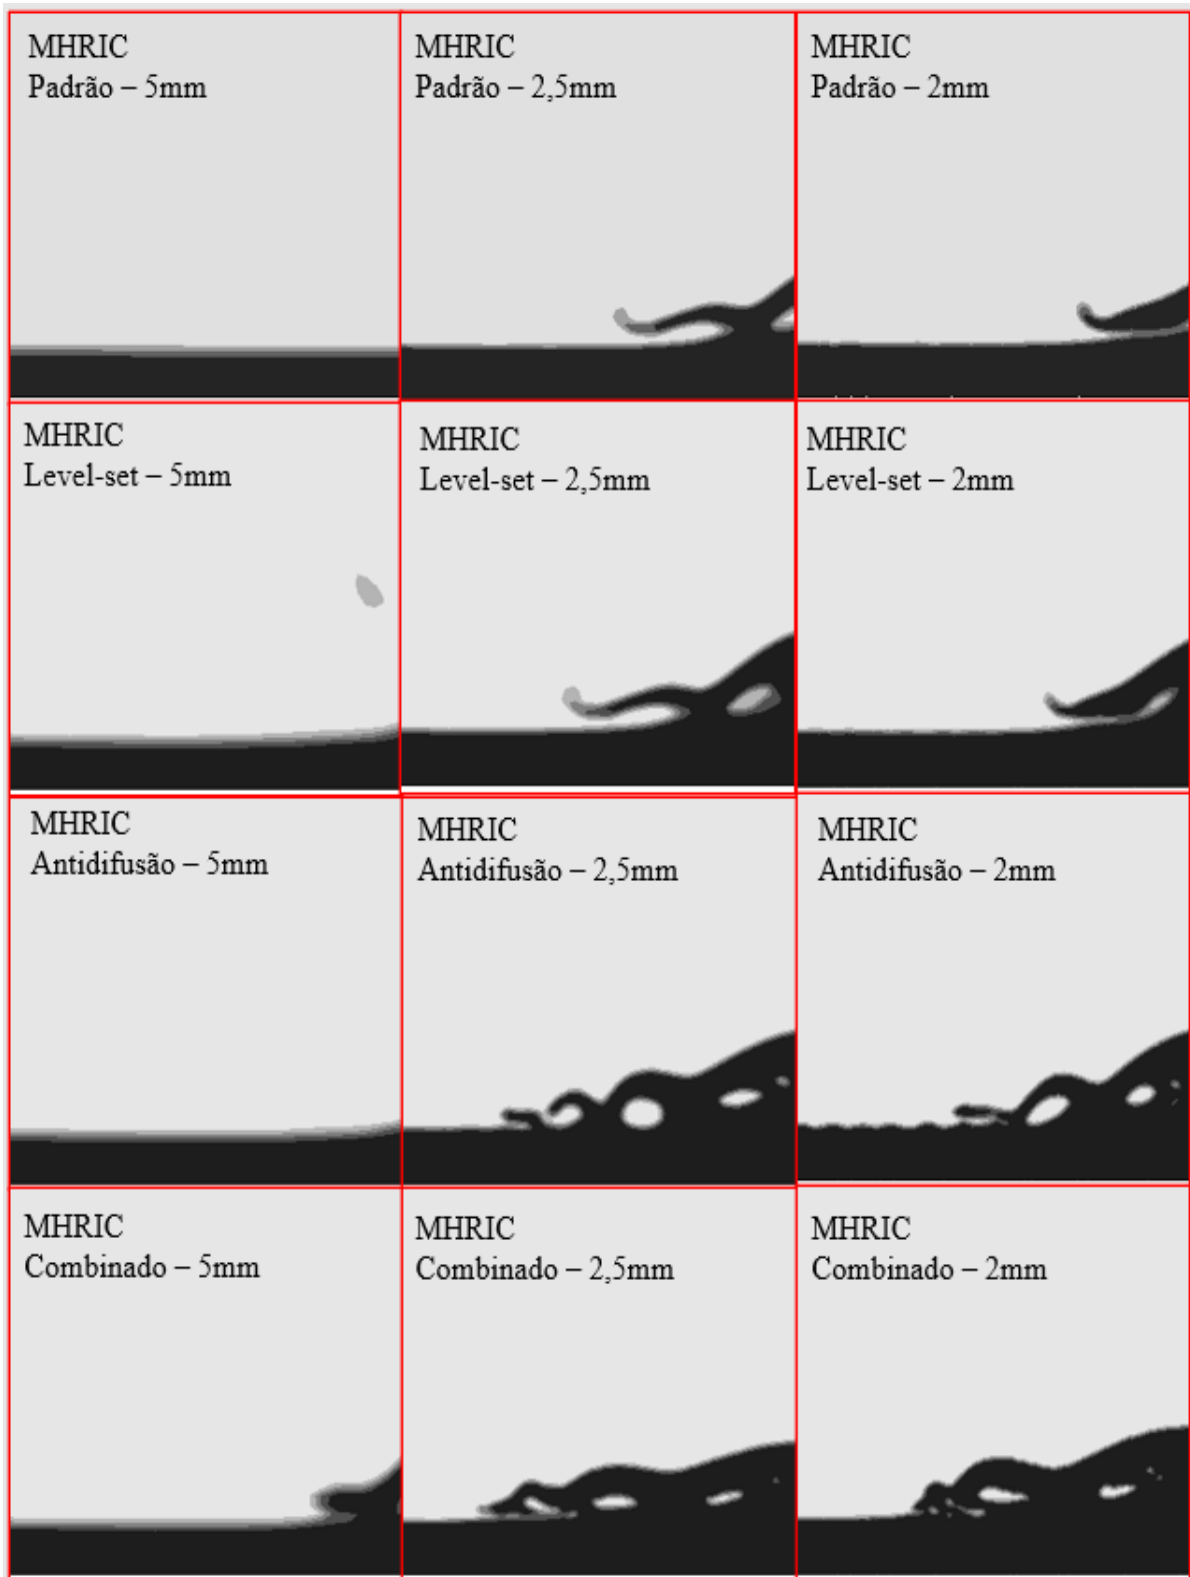 MHRIC
Padrão – 5mm
MHRIC
Padrão – 2,5mm
MHRIC
Padrão – 2mm
MHRIC
Level-set – 5mm
MHRIC
Level-set – 2,5mm
MHRIC
Level-set – 2mm
MHRIC
Antidifusão – 5mm
MHRIC
Antidifusão – 2,5mm
MHRIC
Antidifusão – 2mm
MHRIC
Combinado – 5mm
MHRIC
Combinado – 2,5mm
MHRIC
Combinado – 2mm